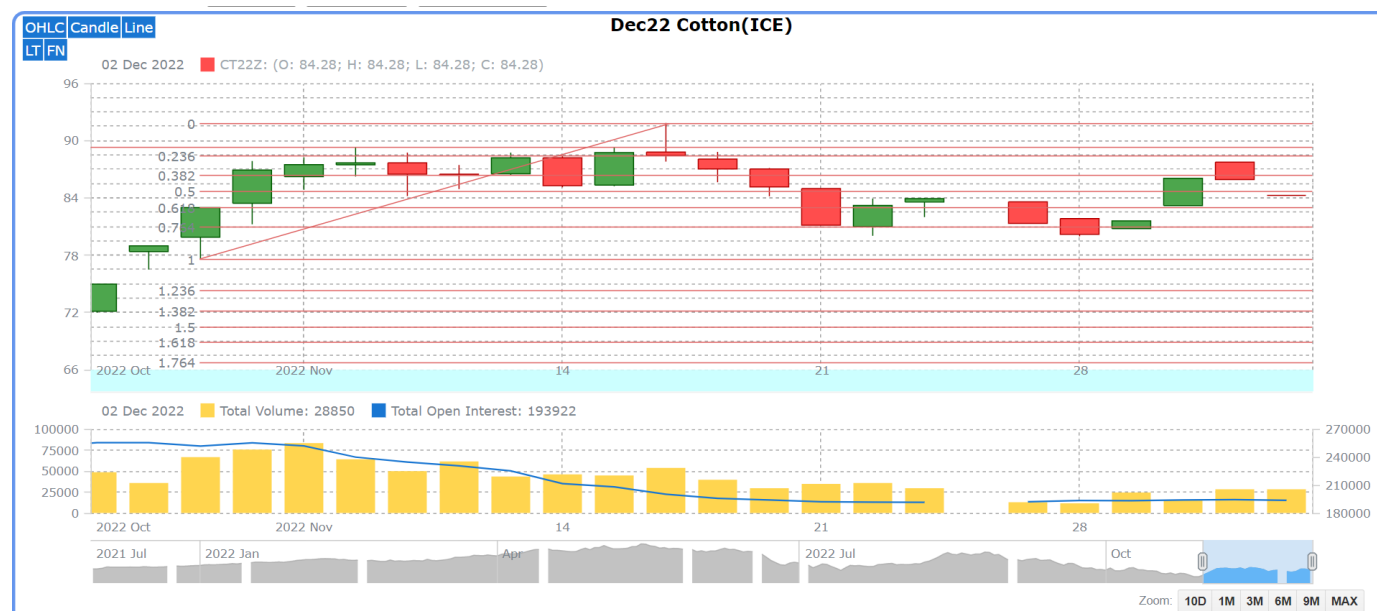 OHLC Candle Line
Dec22 Cotton(ICE)
LT FN
02 Dec 2022 CT22Z: (O: 84.28; H: 84.28; L: 84.28; C: 84.28)
96
90
84
78
72
66
0
0.236
0.382
0.5
0.618
1
1.236
1.382
1.5
1.618
1.764
2022 Oct 2022 Nov 14 21 28
02 Dec 2022 Total Volume: 28850 Total Open Interest: 193922
100000 270000
75000 240000
50000 210000
25000 180000
0
2022 Oct 2022 Nov 14 21 28
2021 Jul 2022 Jan Apr 2022 Jul Oct
Zoom: 10D 1M 3M 6M 9M MAX